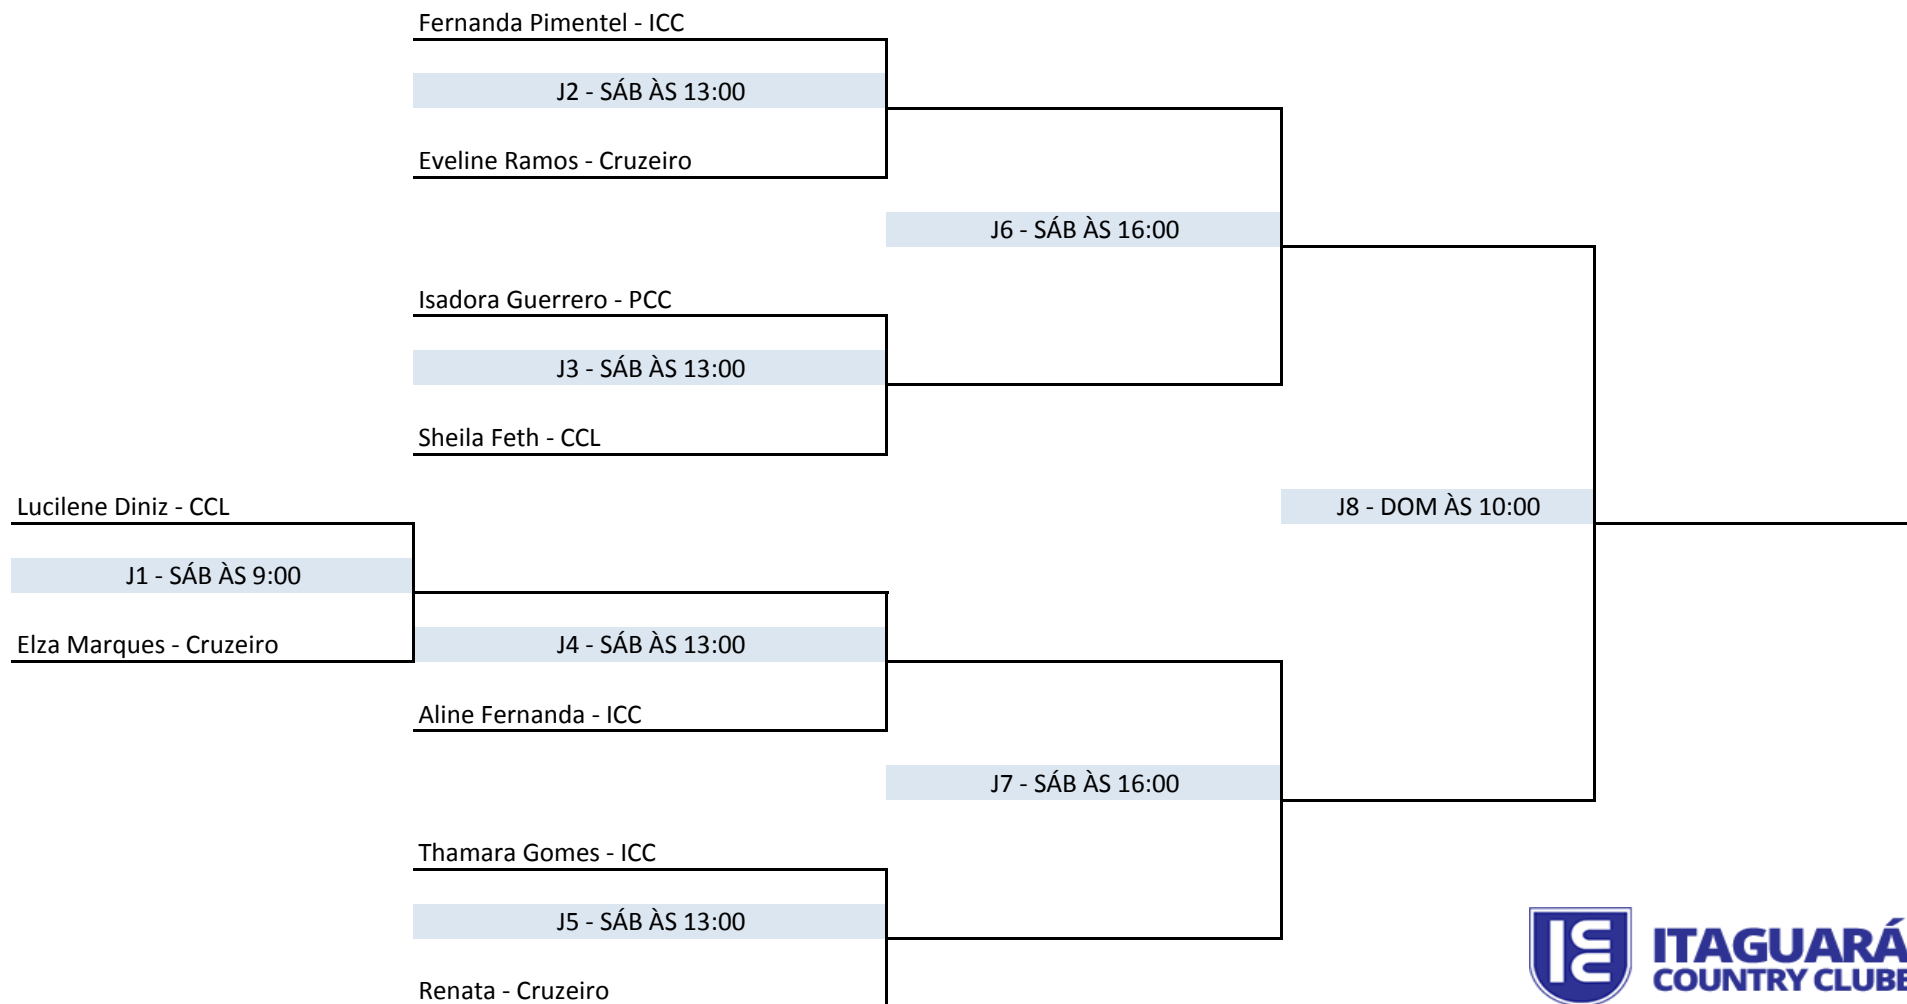 Fernanda Pimentel - ICC
J2 - SÁB ÀS 13:00
Eveline Ramos - Cruzeiro
J6 - SÁB ÀS 16:00
Isadora Guerrero - PCC
J3 - SÁB ÀS 13:00
Sheila Feth - CCL
Lucilene Diniz - CCL
J8 - DOM ÀS 10:00
J1 - SÁB ÀS 9:00
Elza Marques - Cruzeiro
J4 - SÁB ÀS 13:00
Aline Fernanda - ICC
J7 - SÁB ÀS 16:00
Thamara Gomes - ICC
J5 - SÁB ÀS 13:00
Renata - Cruzeiro
ITAGUARÁ
COUNTRY CLUBE